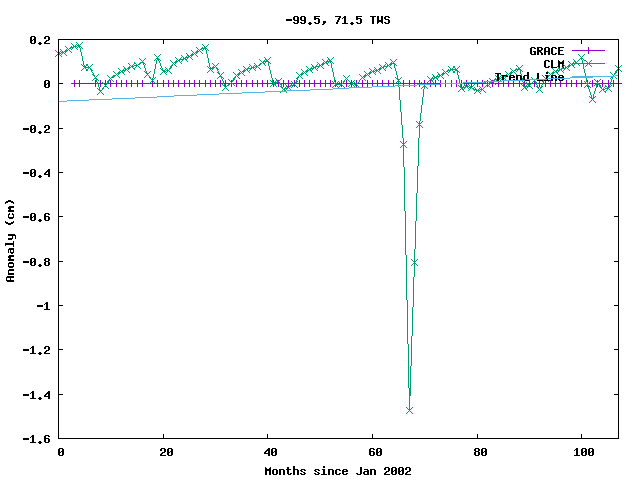 -99.5, 71.5 TWS
GRACE
CLM
Trend Line
0.2
0
-0.2
-0.4
-0.6
-0.8
-1
-1.2
-1.4
-1.6
Anomaly (cm)
0 20 40 60 80 100
Months since Jan 2002